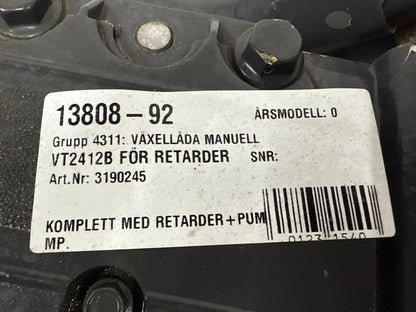 13808-92 ÅRSMODELL: 0
Grupp 4311: VÄXELLÅDA MANUELL
VT2412B FÖR RETARDER SNR:
Art.Nr: 3190245
KOMPLETT MED RETARDER+PUM
MP.
01231540